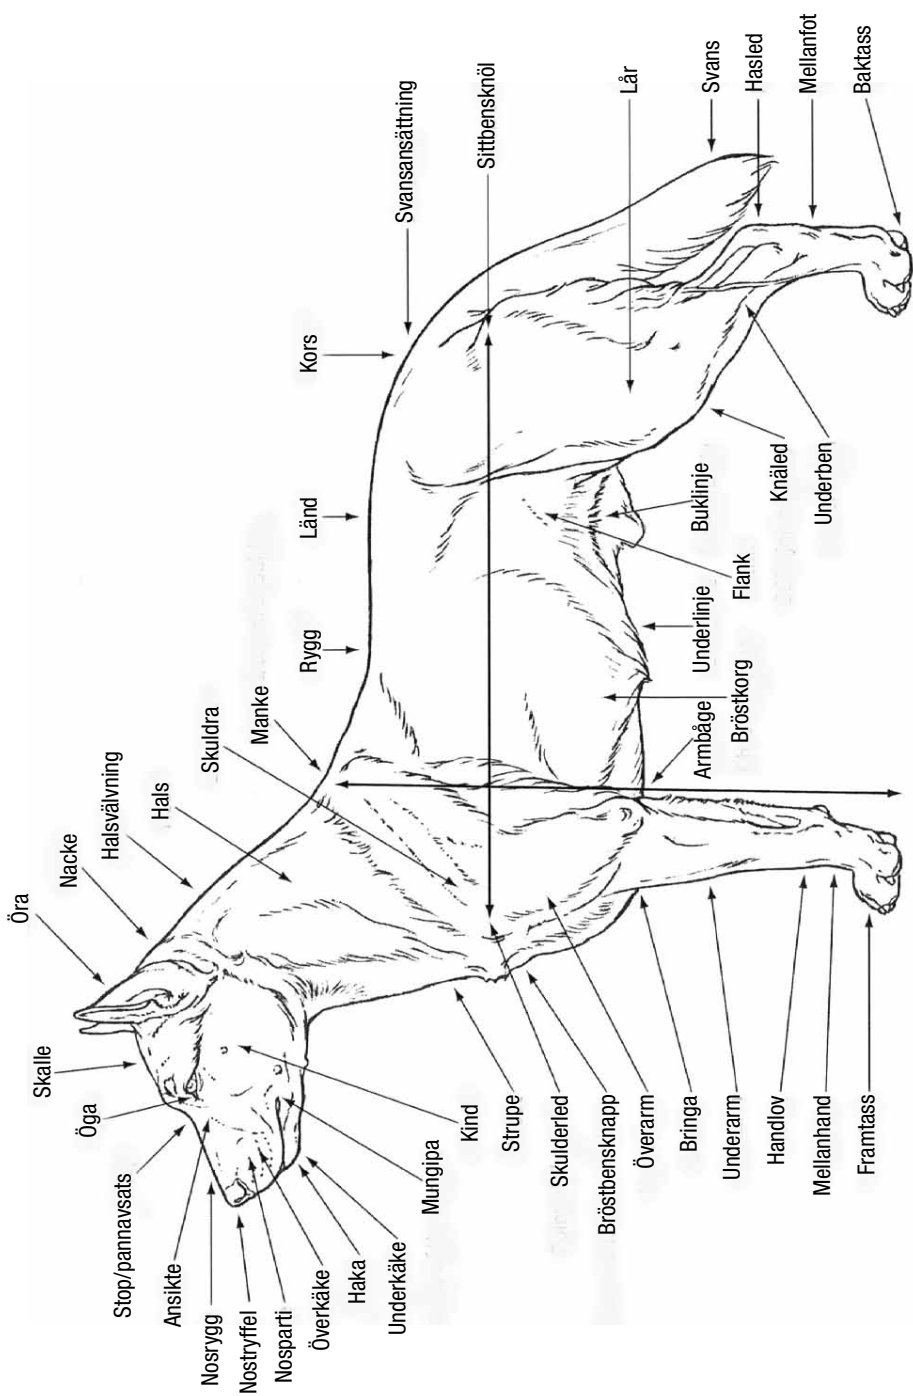 Öra
Nacke
Halsvälvning
Hals
Skuldra
Manke
Rygg
Länd
Kors
Svansansättning
Sittbensknöl
Lår
Svans
Hasled
Mellanfot
Baktass
Skalle
Öga
Stop/pannavsats
Ansikte
Nosrygg
Nostryffel
Nosparti
Överkäke
Haka
Underkäke
Mungipa
Kind
Strupe
Skulderled
Bröstbensknapp
Överarm
Bringa
Underarm
Handlov
Mellanhand
Framtass
Armbåge
Bröstkorg
Underlinje
Flank
Buklinje
Knäled
Underben